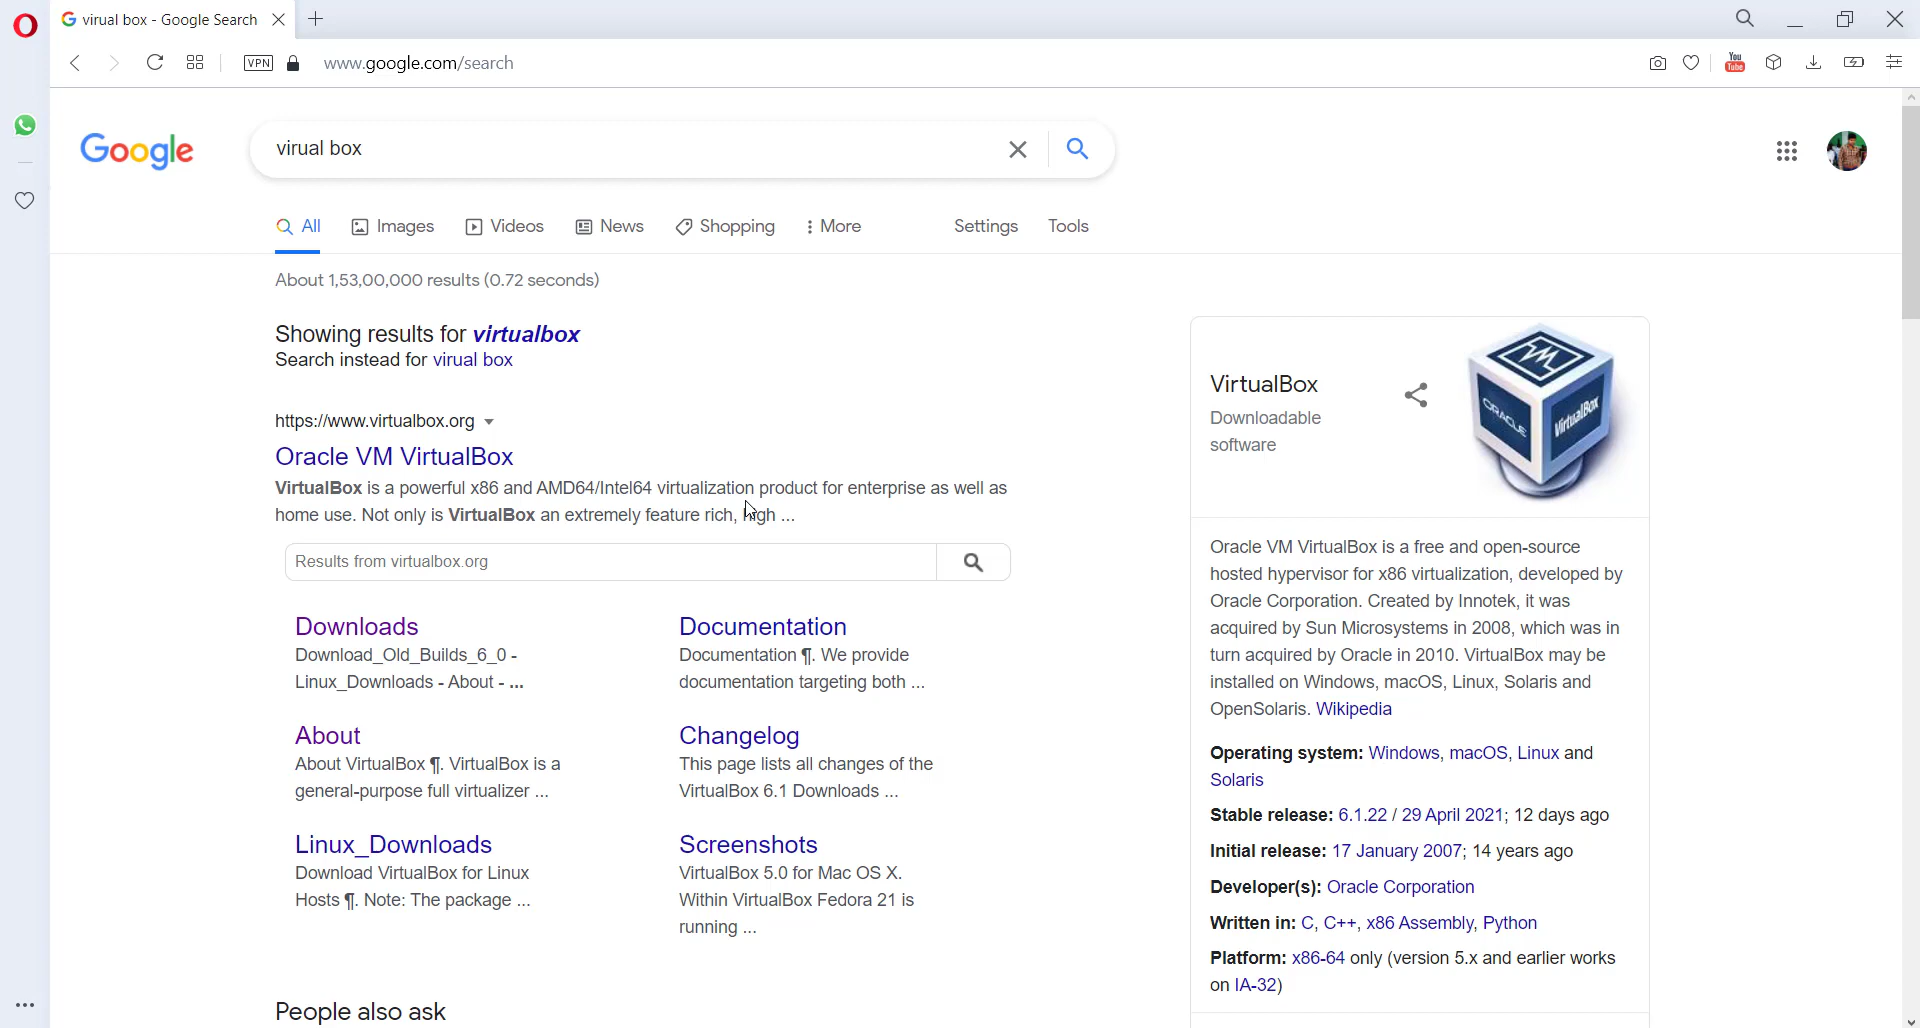 virual box - Google Search
VPN
www.google.com/search
You
Tube
Google
virual box
All
Images
Videos
News
Shopping
More
Settings
Tools
About 1,53,00,000 results (0.72 seconds)
Showing results for virtualbox
Search instead for virual box
https://www.virtualbox.org
Oracle VM VirtualBox
VirtualBox is a powerful x86 and AMD64/Intel64 virtualization product for enterprise as well as
home use. Not only is VirtualBox an extremely feature rich, high ...
Results from virtualbox.org
Downloads
Download_Old_Builds_6_0 -
Linux_Downloads - About - ...
Documentation
Documentation ¶. We provide
documentation targeting both ...
About
About VirtualBox ¶. VirtualBox is a
general-purpose full virtualizer ...
Changelog
This page lists all changes of the
VirtualBox 6.1 Downloads ...
Linux_Downloads
Download VirtualBox for Linux
Hosts ¶. Note: The package ...
Screenshots
VirtualBox 5.0 for Mac OS X.
Within VirtualBox Fedora 21 is
running ...
People also ask
VirtualBox
Downloadable
software
ORACLE
VirtualBox
Oracle VM VirtualBox is a free and open-source
hosted hypervisor for x86 virtualization, developed by
Oracle Corporation. Created by Innotek, it was
acquired by Sun Microsystems in 2008, which was in
turn acquired by Oracle in 2010. VirtualBox may be
installed on Windows, macOS, Linux, Solaris and
OpenSolaris. Wikipedia
Operating system: Windows, macOS, Linux and
Solaris
Stable release: 6.1.22 / 29 April 2021; 12 days ago
Initial release: 17 January 2007; 14 years ago
Developer(s): Oracle Corporation
Written in: C, C++, x86 Assembly, Python
Platform: x86-64 only (version 5.x and earlier works
on IA-32)